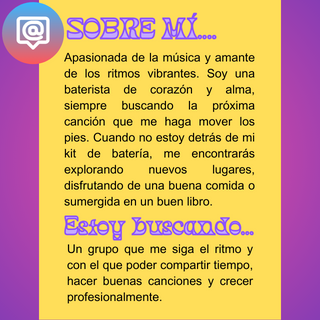 SOBRE MÍ....
Apasionada de la música y amante
de los ritmos vibrantes. Soy una
baterista de corazón y alma,
siempre buscando la próxima
canción que me haga mover los
pies. Cuando no estoy detrás de mi
kit de batería, me encontrarás
explorando nuevos lugares,
disfrutando de una buena comida o
sumergida en un buen libro.
Estoy buscando...
Un grupo que me siga el ritmo y
con el que poder compartir tiempo,
hacer buenas canciones y crecer
profesionalmente.